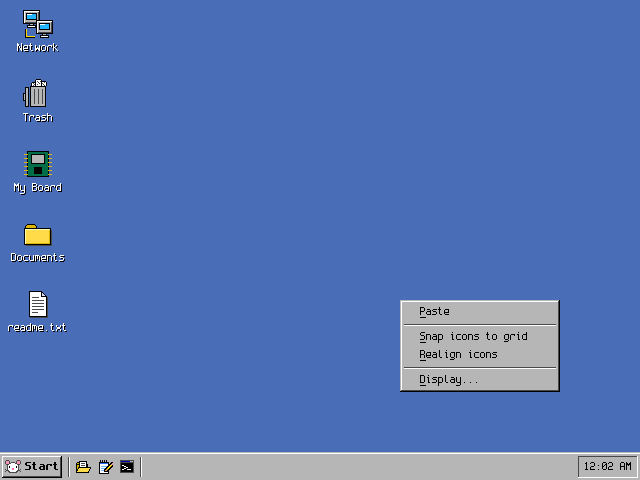 Network
Trash
My Board
Documents
readme.txt
Paste
Snap icons to grid
Realign icons
Display...
Start
12:02 AM